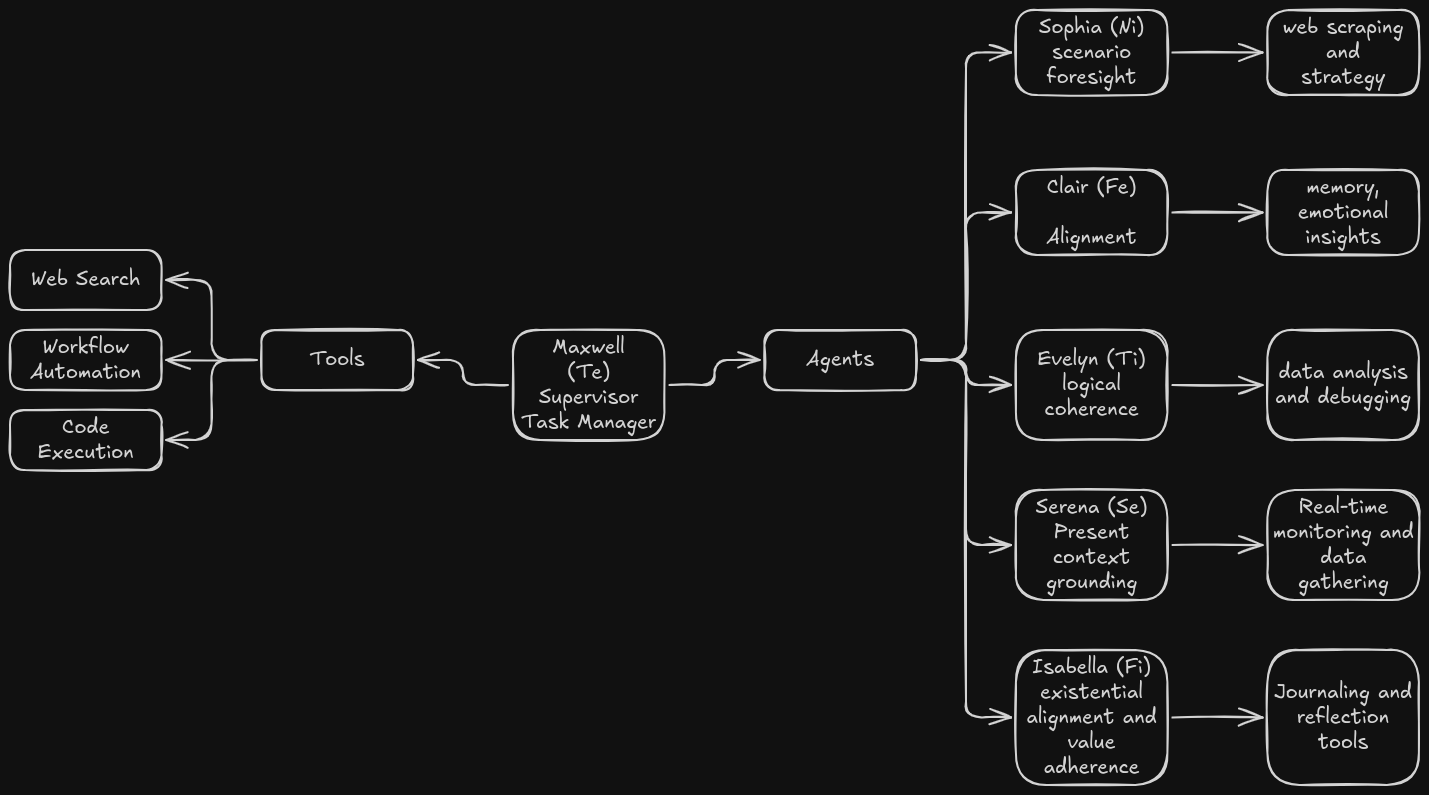 Web Search
Workflow
Automation
Code
Execution
Tools
Maxwell
(Te)
Supervisor
Task Manager
Agents
Sophia (Ni)
scenario
foresight
web scraping
and
strategy
Clair (Fe)
Alignment
memory,
emotional
insights
Evelyn (Ti)
logical
coherence
data analysis
and debugging
Serena (Se)
Present
context
grounding
Real-time
monitoring and
data
gathering
Isabella (Fi)
existential
alignment and
value
adherence
Journaling and
reflection
tools